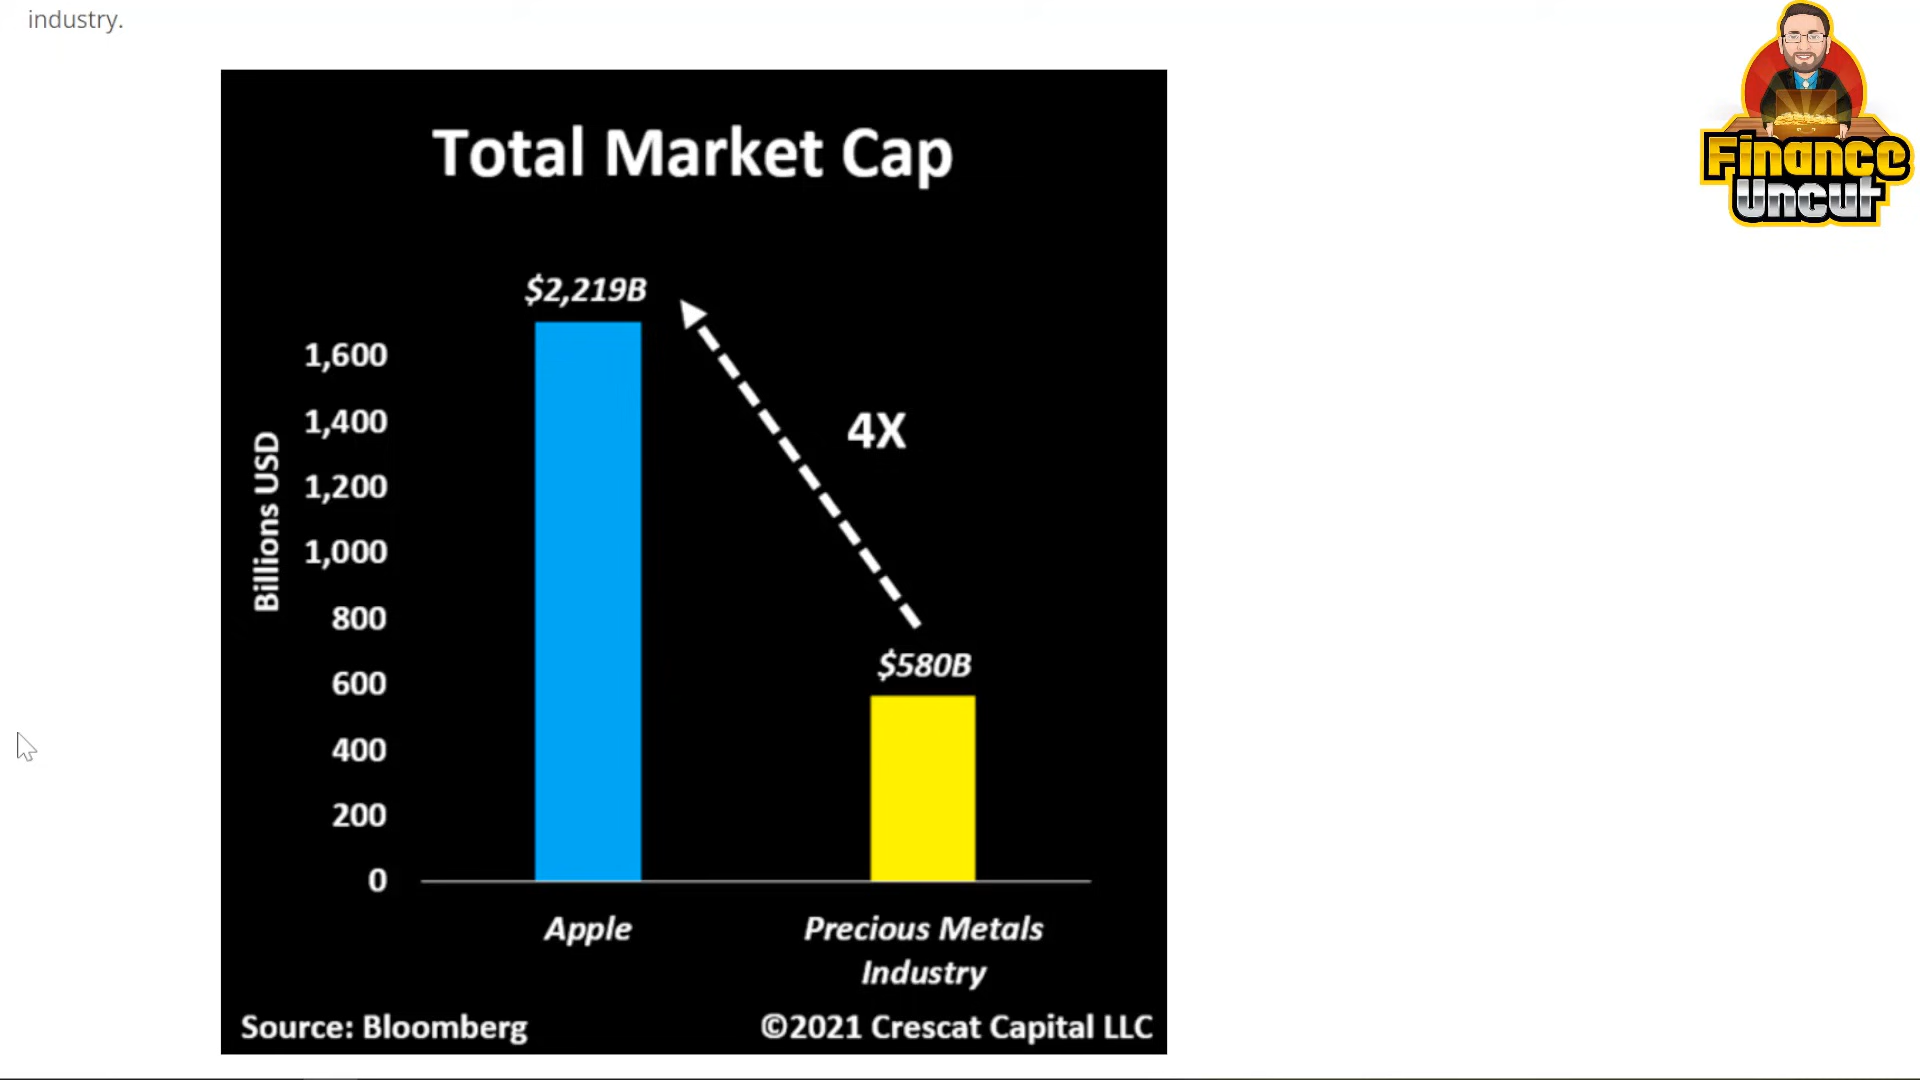 industry.
Finance
Uncut
Total Market Cap
$2,219B
1,600
1,400
4X
1,200
1,000
800
$580B
600
400
200
0
Billions USD
Apple
Precious Metals
Industry
Source: Bloomberg
©2021 Crescat Capital LLC